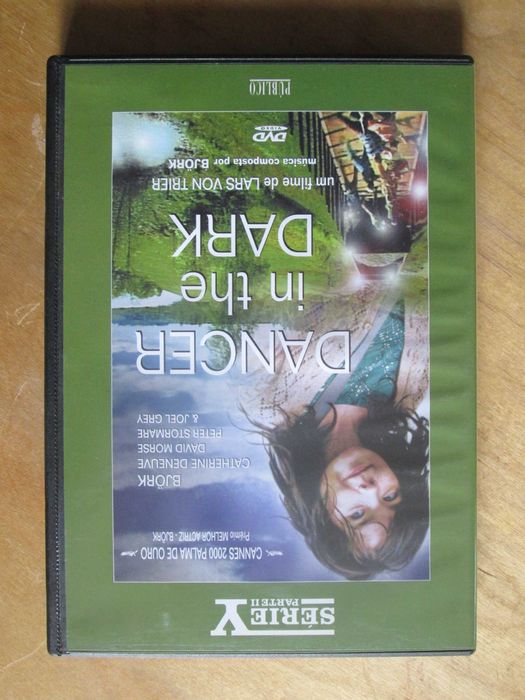 SÉRIE Y
PARTE II
CANNES 2000 PALMA DE OURO
Prémio MELHOR ACTRIZ - BJÖRK
BJÖRK
CATHERINE DENEUVE
DAVID MORSE
PETER STORMARE
& JOEL GREY
DANCER
in the
DARK
um filme de LARS VON TRIER
música composta por BJÖRK
DVD
VIDEO
PÚBLICO